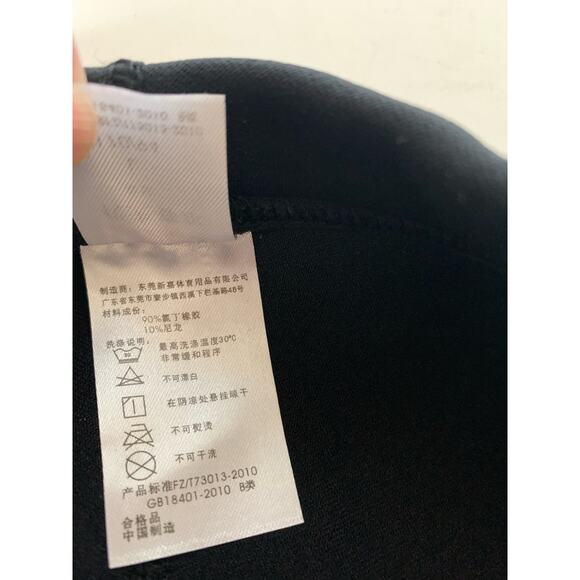 制造商：东莞新嘉体育用品有限公司
广东省东莞市寮步镇西溪下栏基路48号
材料成份：
90%氯丁橡胶
10%尼龙
洗涤说明：
最高洗涤温度30℃
非常缓和程序
不可漂白
在阴凉处悬挂晾干
不可熨烫
不可干洗
产品标准FZ/T73013-2010
GB18401-2010 B类
合格品
中国制造